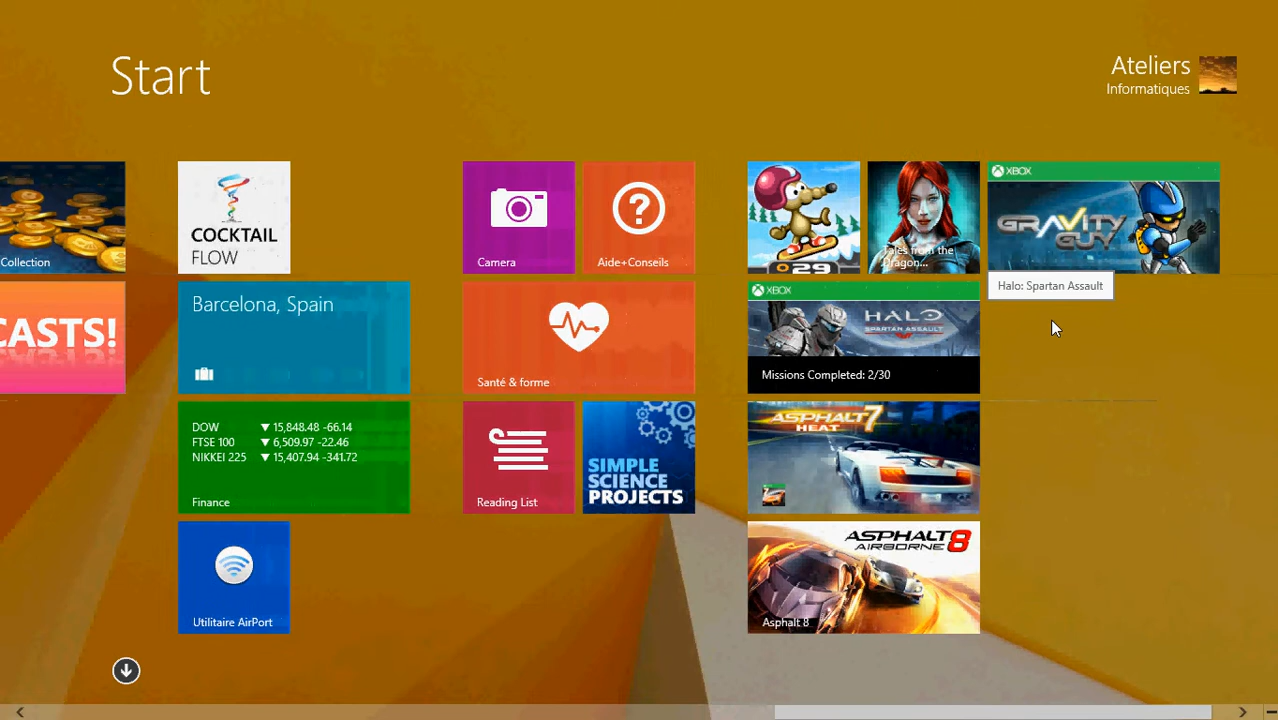 Start
Ateliers
Informatiques
Collection
CASTS!
COCKTAIL
FLOW
Barcelona, Spain
DOW ▼ 15,848.48 -66.14
FTSE 100 ▼ 6,509.97 -22.46
NIKKEI 225 ▼ 15,407.94 -341.72
Finance
Utilitaire AirPort
Camera
?
Aide+Conseils
Santé & forme
Reading List
SIMPLE
SCIENCE
PROJECTS
29
Tales from the
Dragon...
XBOX
GRAVITY
GUY
Halo: Spartan Assault
XBOX
HALO
SPARTAN ASSAULT
Missions Completed: 2/30
ASPHALT 7
HEAT
ASPHALT 8
AIRBORNE
Asphalt 8